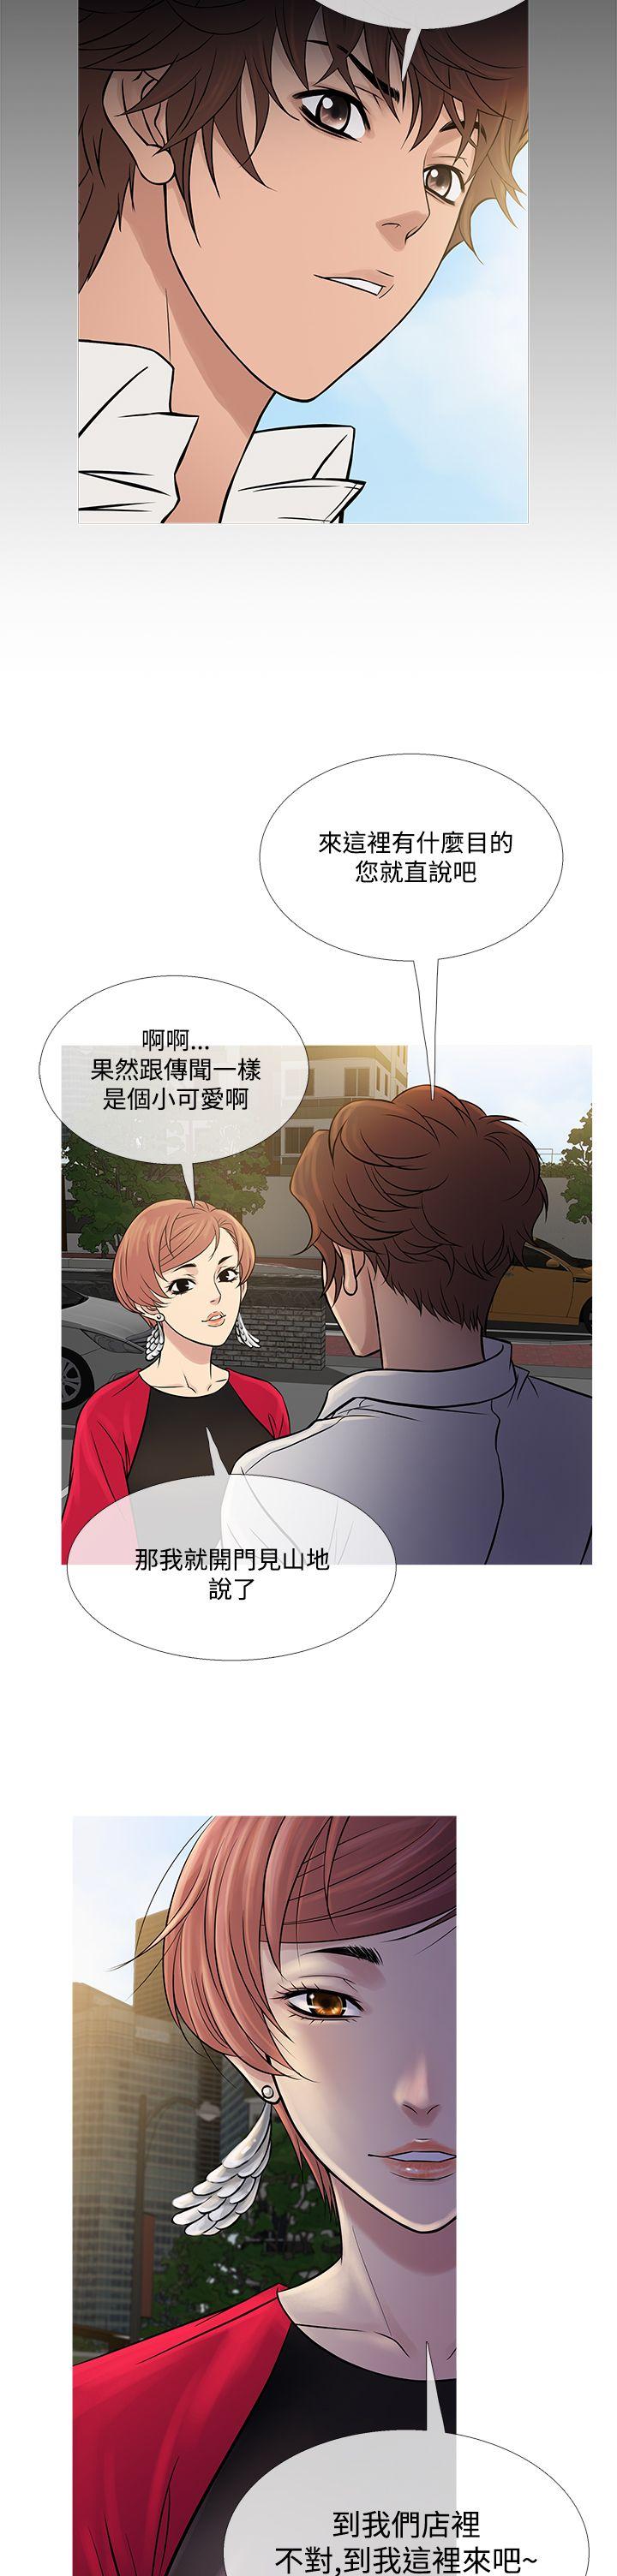 來這裡有什麼目的
您就直說吧
啊啊...
果然跟傳聞一樣
是個小可愛啊
那我就開門見山地
說了
到我們店裡
不對,到我這裡來吧~